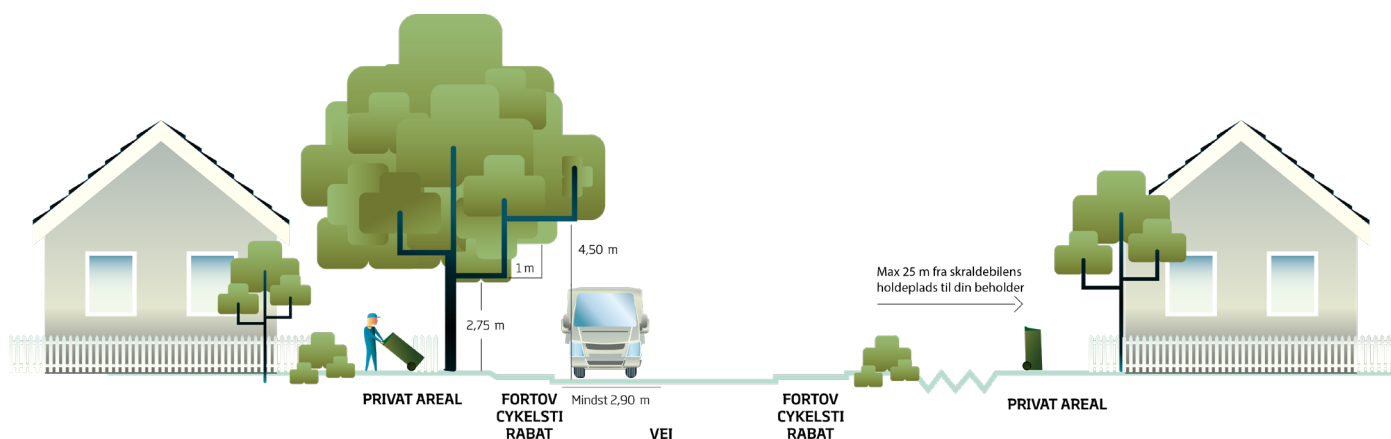 4,50 m
1 m
2,75 m
Max 25 m fra skraldebilens
holdeplads til din beholder
Mindst 2,90 m
PRIVAT AREAL
FORTOV
CYKELSTI
RABAT
VEJ
FORTOV
CYKELSTI
RABAT
PRIVAT AREAL